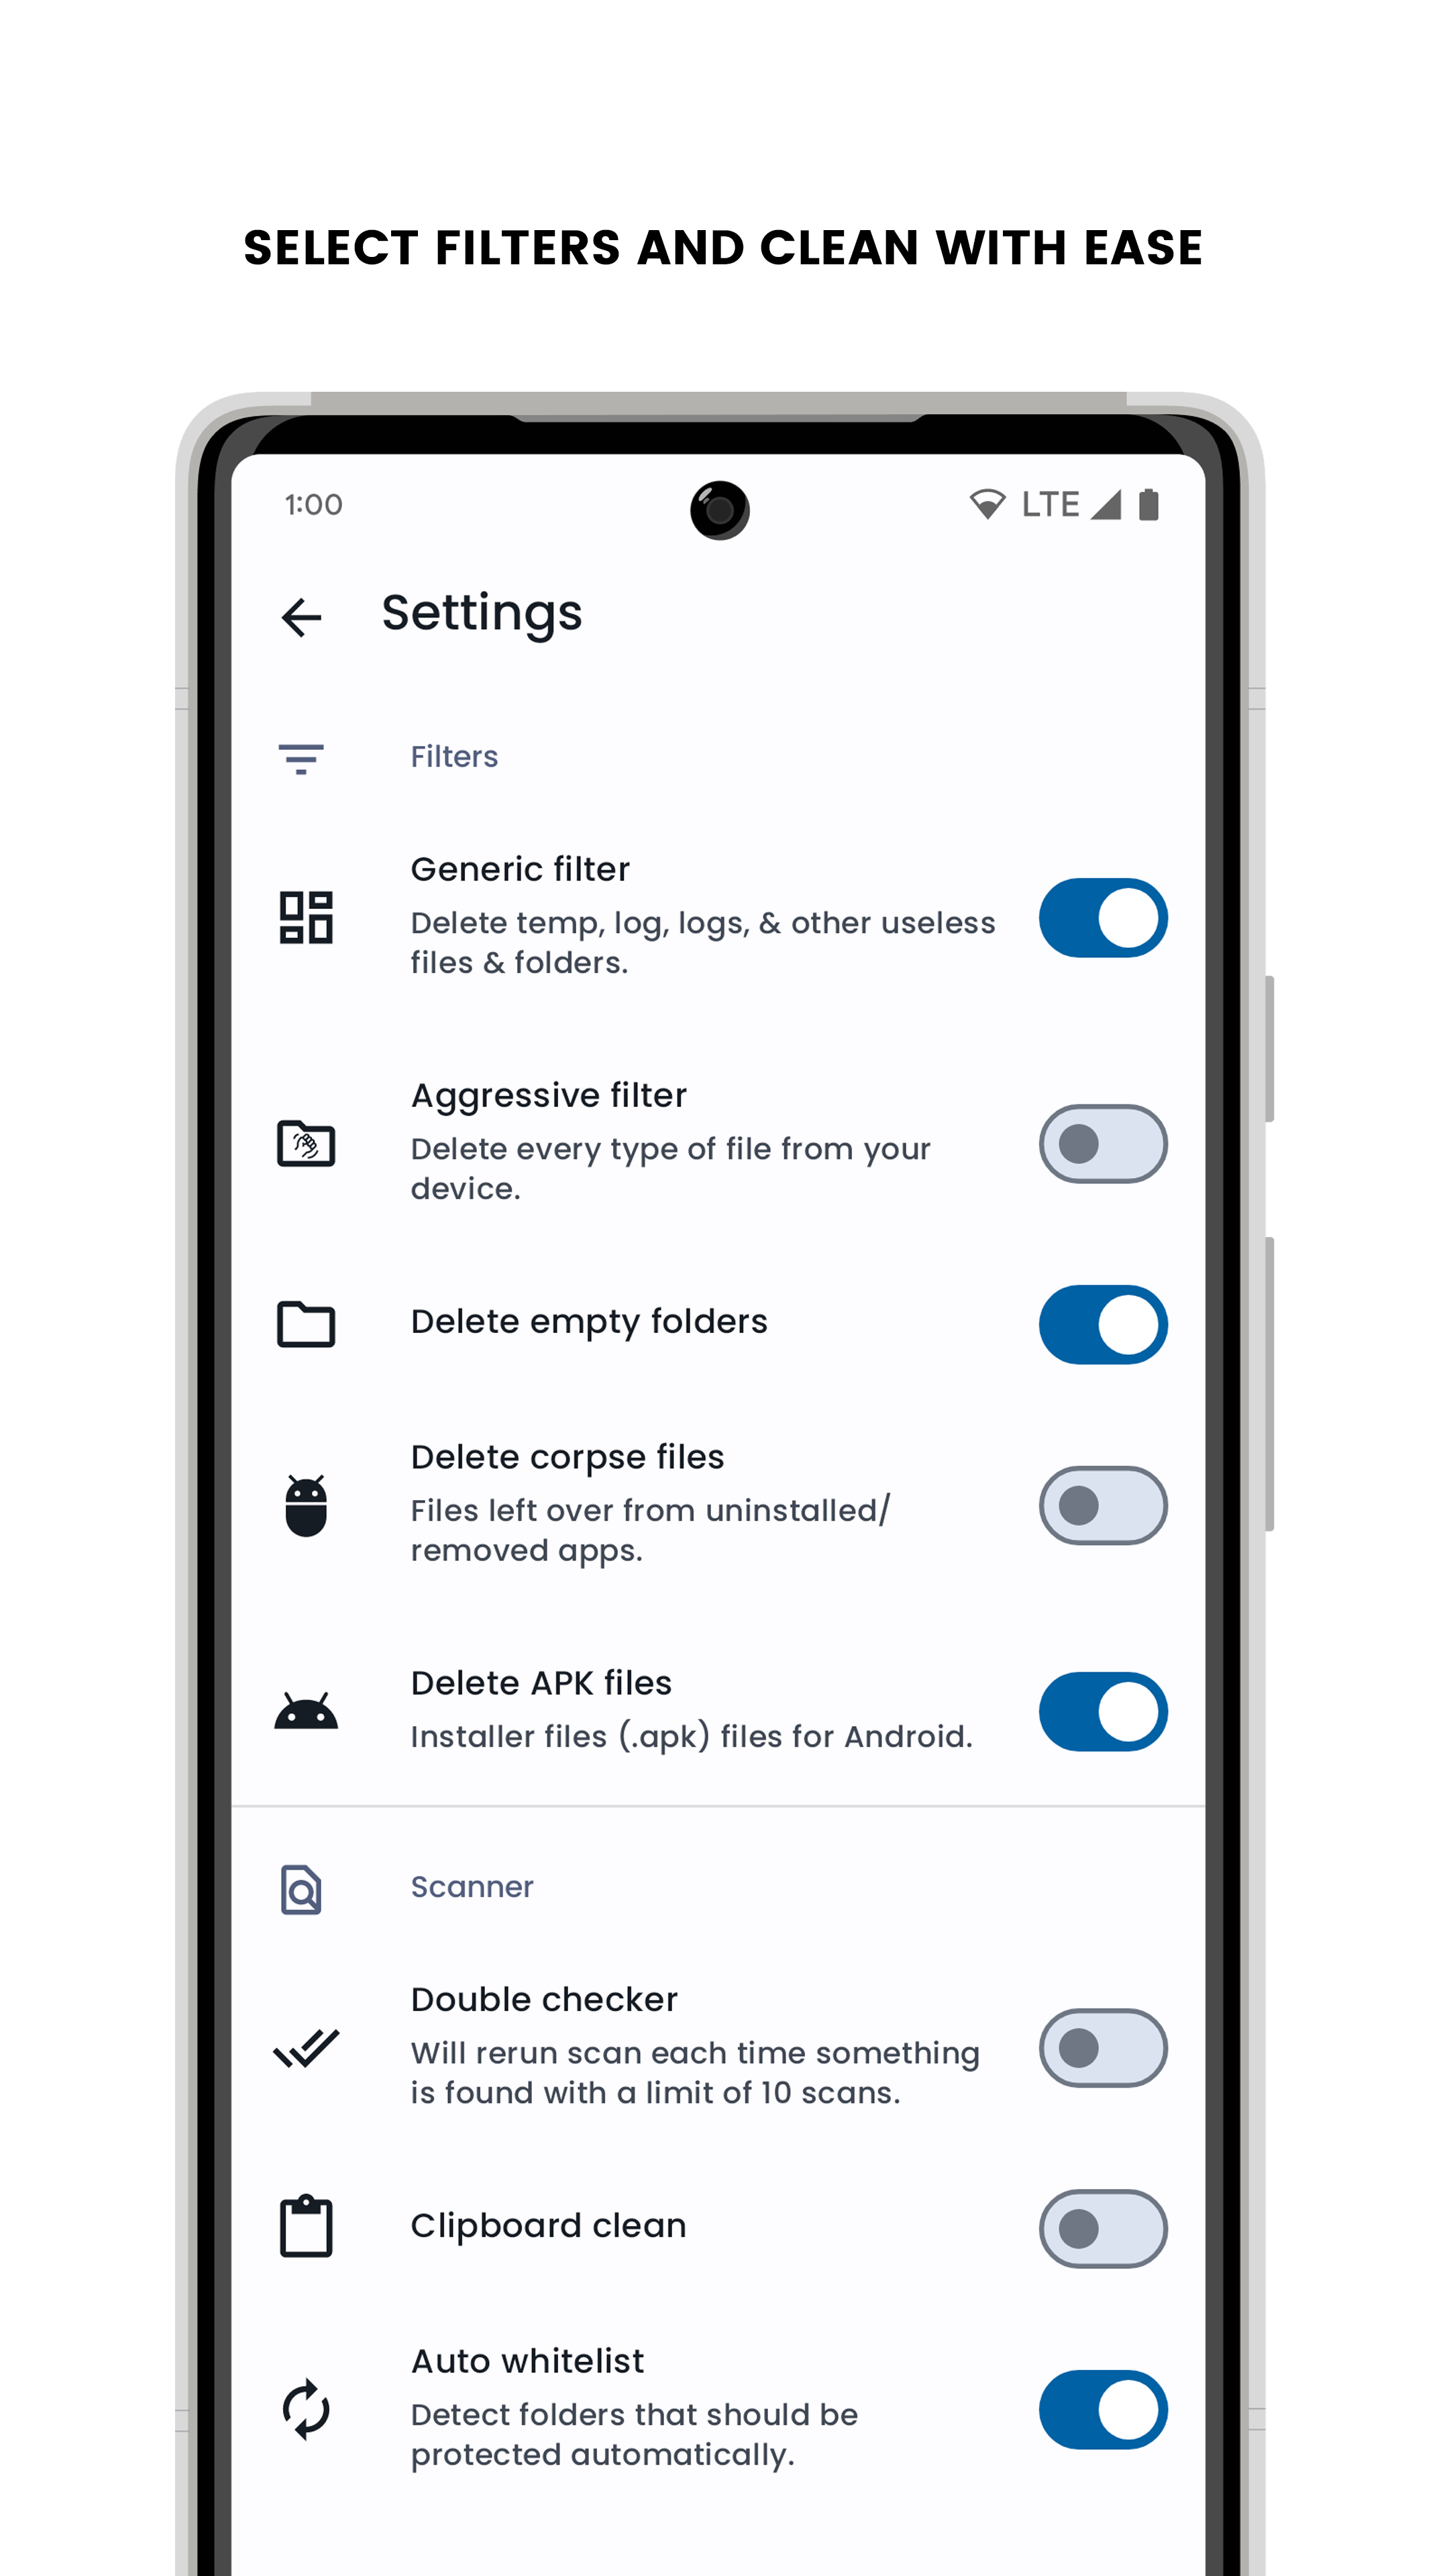 SELECT FILTERS AND CLEAN WITH EASE
1:00
LTE
Settings
Filters
Generic filter
Delete temp, log, logs, & other useless
files & folders.
Aggressive filter
Delete every type of file from your
device.
Delete empty folders
Delete corpse files
Files left over from uninstalled/
removed apps.
Delete APK files
Installer files (.apk) files for Android.
Scanner
Double checker
Will rerun scan each time something
is found with a limit of 10 scans.
Clipboard clean
Auto whitelist
Detect folders that should be
protected automatically.